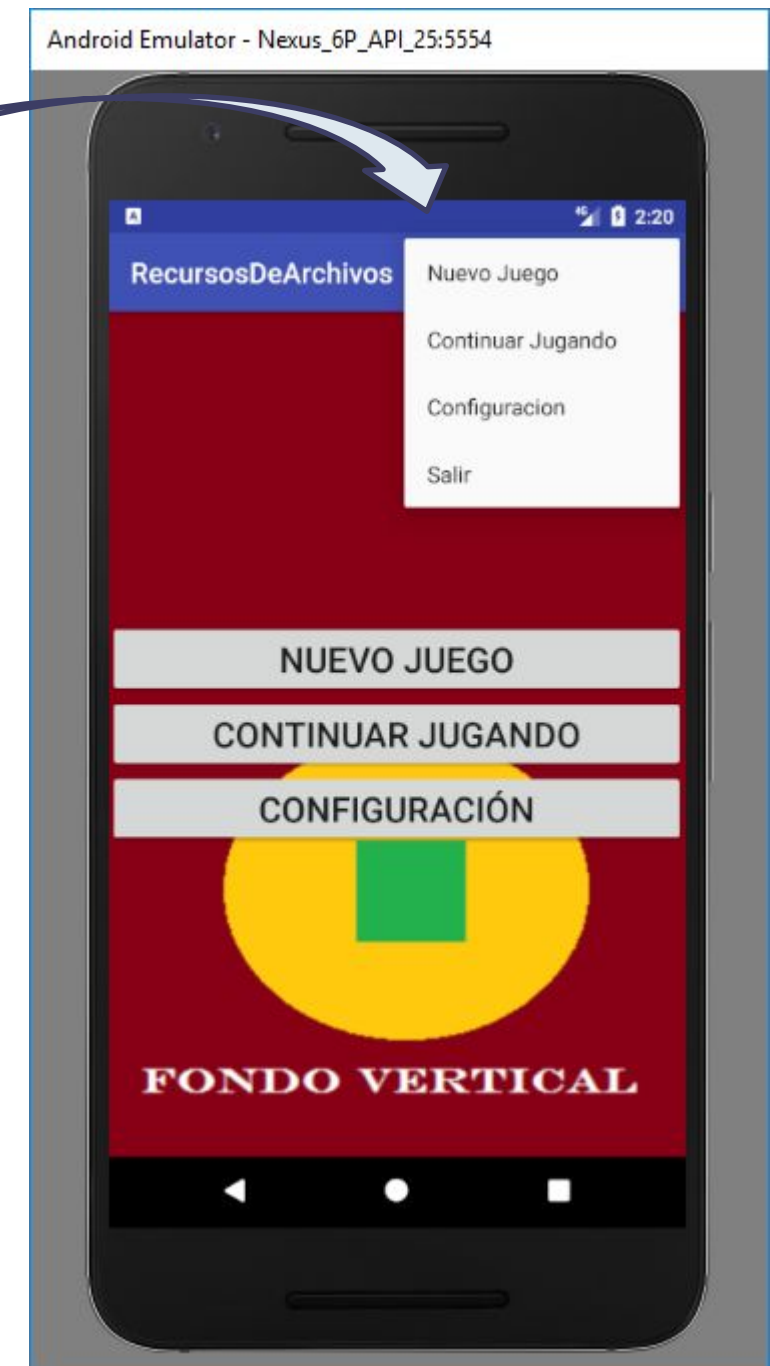 Android Emulator - Nexus_6P_API_25:5554
A
4G 2:20
RecursosDeArchivos
Nuevo Juego
Continuar Jugando
Configuracion
Salir
NUEVO JUEGO
CONTINUAR JUGANDO
CONFIGURACIÓN
FONDO VERTICAL